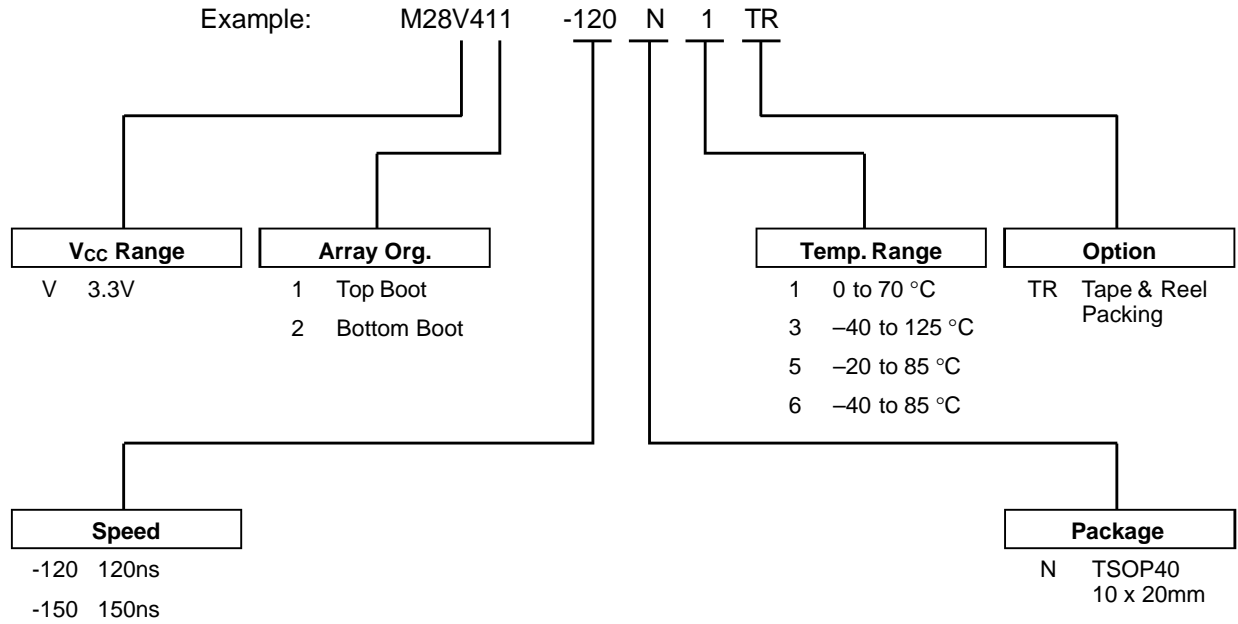 Example: M28V411 -120 N 1 TR
VCC Range
V 3.3V
Array Org.
1 Top Boot
2 Bottom Boot
Temp. Range
1 0 to 70 °C
3 –40 to 125 °C
5 –20 to 85 °C
6 –40 to 85 °C
Option
TR Tape & Reel
Packing
Speed
-120 120ns
-150 150ns
Package
N TSOP40
10 x 20mm